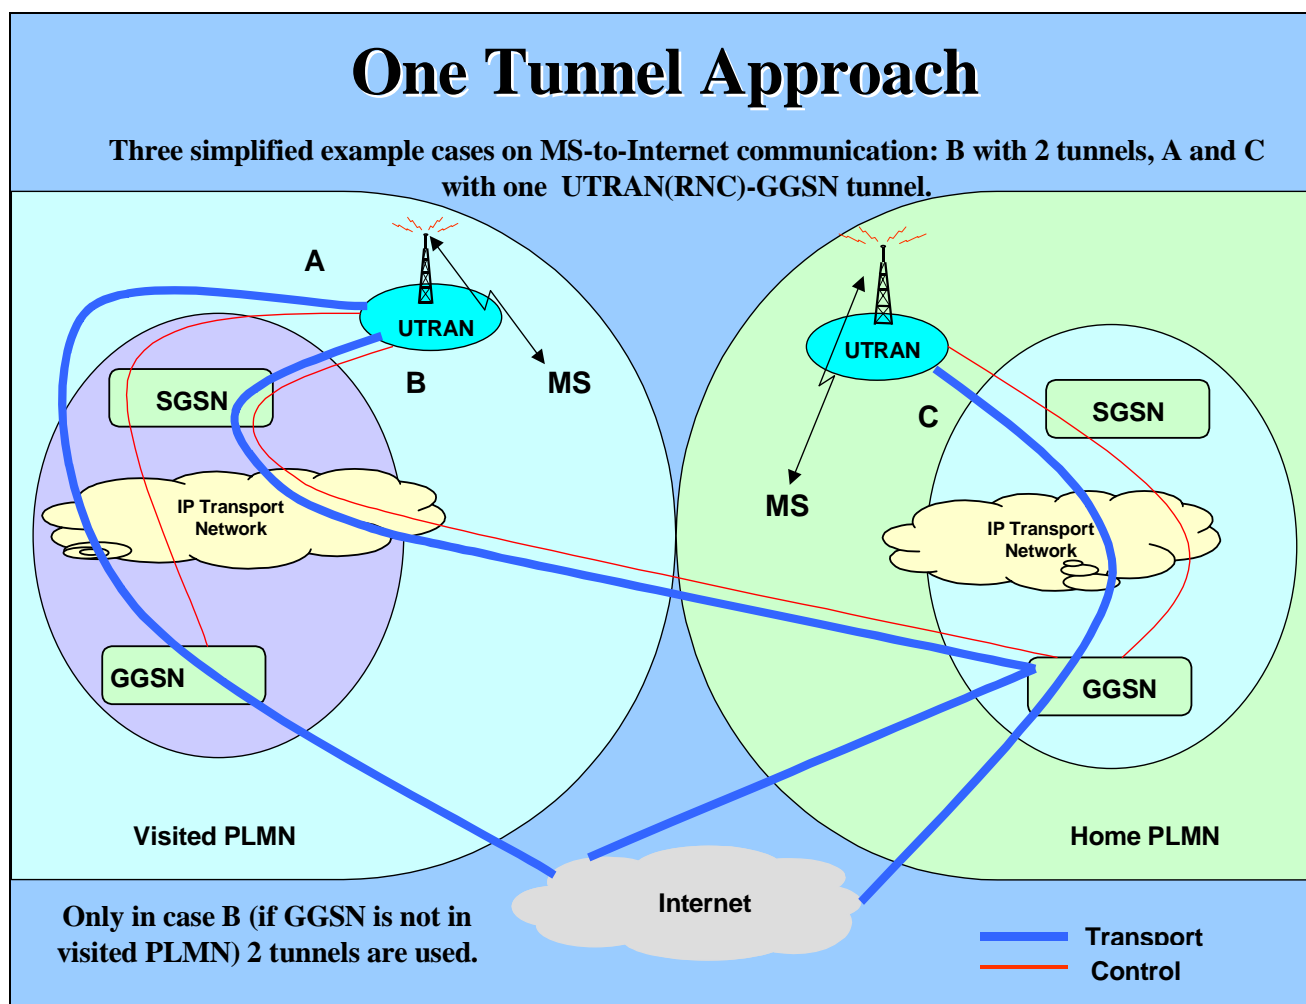 One Tunnel Approach
Three simplified example cases on MS-to-Internet communication: B with 2 tunnels, A and C
with one UTRAN(RNC)-GGSN tunnel.
A
UTRAN
B
MS
SGSN
IP Transport
Network
GGSN
Visited PLMN
UTRAN
C
MS
SGSN
IP Transport
Network
GGSN
Home PLMN
Internet
Only in case B (if GGSN is not in
visited PLMN) 2 tunnels are used.
Transport
Control